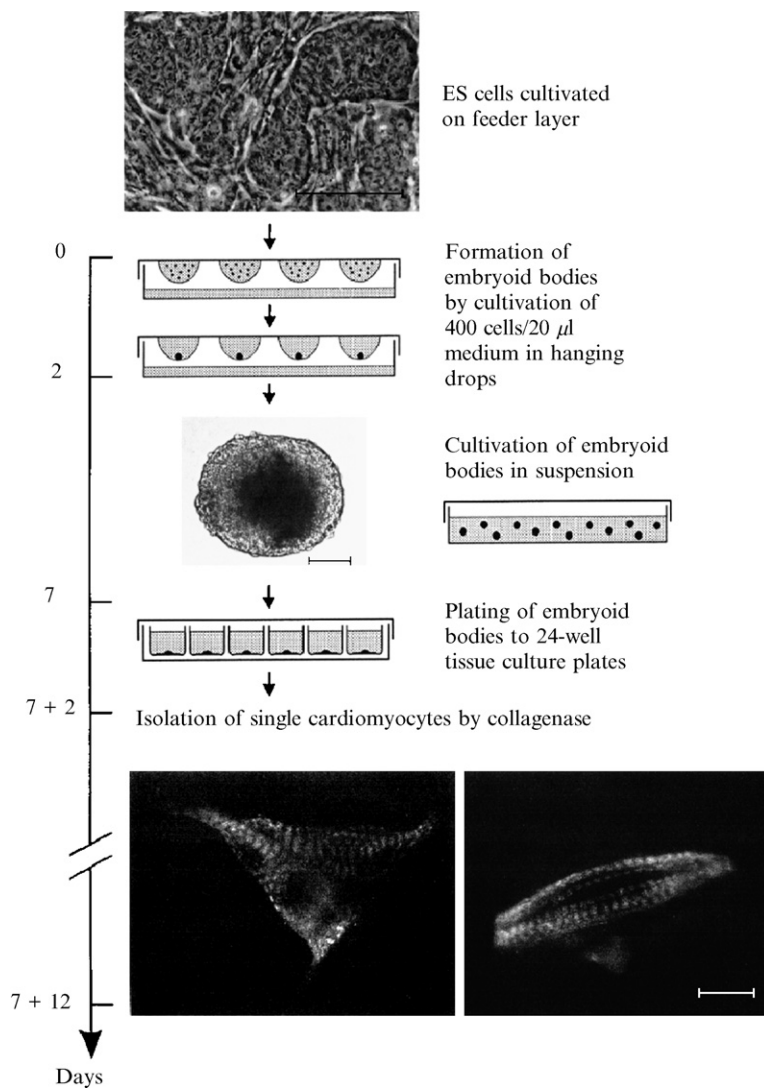 ES cells cultivated
on feeder layer
0
Formation of
embryoid bodies
by cultivation of
400 cells/20 μl
medium in hanging
drops
2
Cultivation of embryoid
bodies in suspension
7
Plating of embryoid
bodies to 24-well
tissue culture plates
7 + 2
Isolation of single cardiomyocytes by collagenase
7 + 12
Days